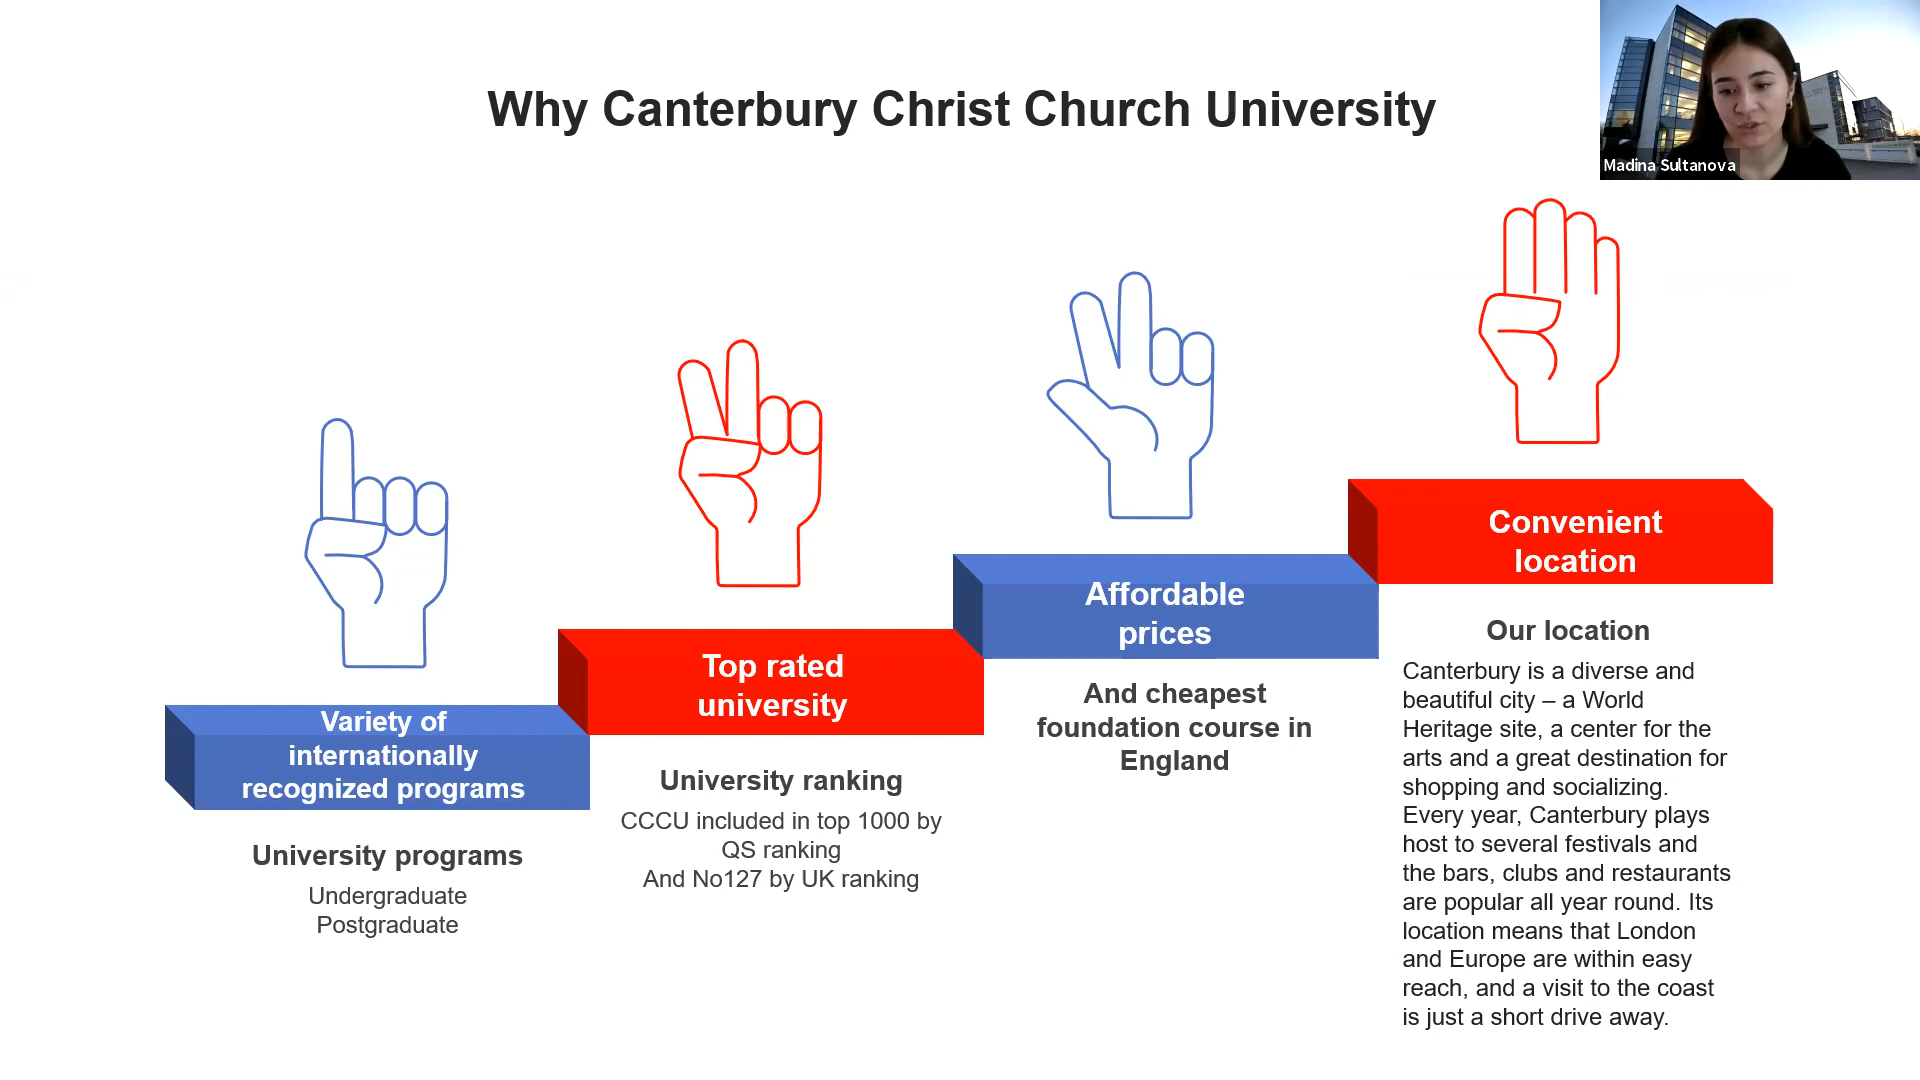 Why Canterbury Christ Church University
Madina Sultanova
Variety of
internationally
recognized programs
University programs
Undergraduate
Postgraduate
Top rated
university
University ranking
CCCU included in top 1000 by
QS ranking
And No127 by UK ranking
Affordable
prices
And cheapest
foundation course in
England
Convenient
location
Our location
Canterbury is a diverse and
beautiful city – a World
Heritage site, a center for the
arts and a great destination for
shopping and socializing.
Every year, Canterbury plays
host to several festivals and
the bars, clubs and restaurants
are popular all year round. Its
location means that London
and Europe are within easy
reach, and a visit to the coast
is just a short drive away.